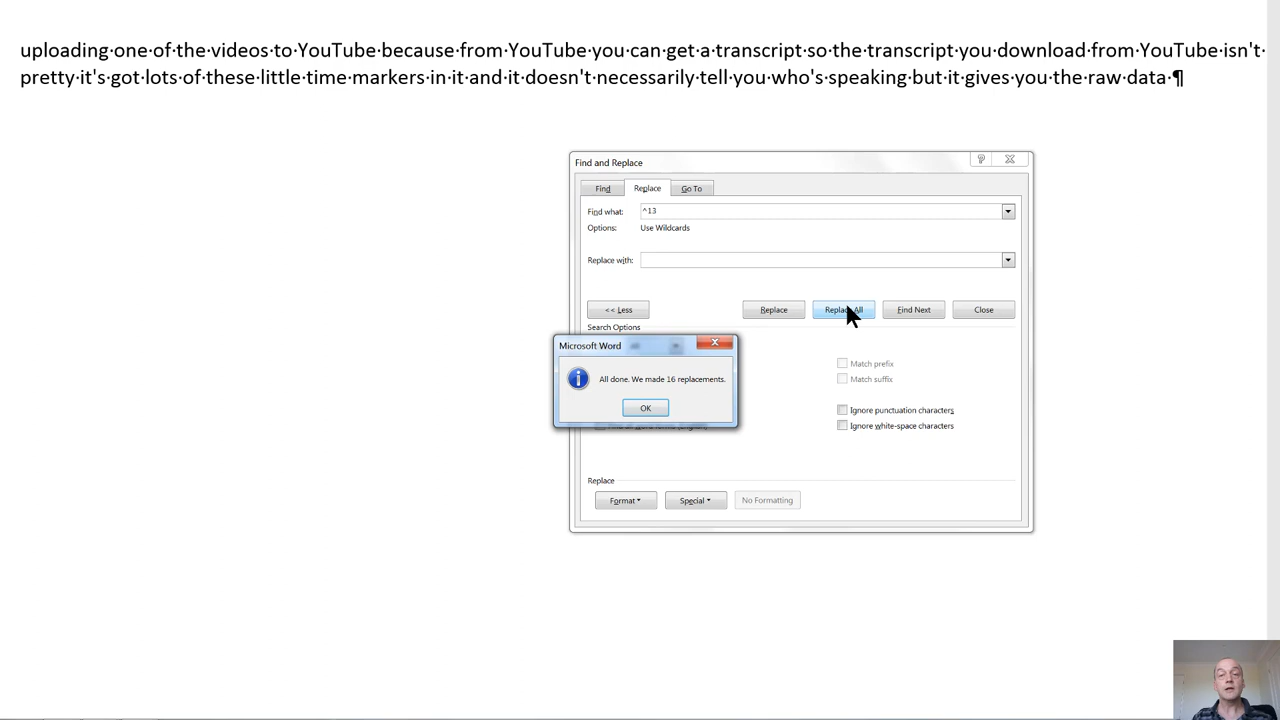 uploading·one·of·the·videos·to·YouTube·because·from·YouTube·you·can·get·a·transcript·so·the·transcript·you·download·from·YouTube·isn't·
pretty·it's·got·lots·of·these·little·time·markers·in·it·and·it·doesn't·necessarily·tell·you·who's·speaking·but·it·gives·you·the·raw·data·¶
Find and Replace
Find Replace Go To
Find what: ^13
Options: Use Wildcards
Replace with:
<< Less Replace Replace All Find Next Close
Search Options
Microsoft Word
All done. We made 16 replacements.
OK
Match prefix
Match suffix
Ignore punctuation characters
Ignore white-space characters
Replace
Format Special No Formatting